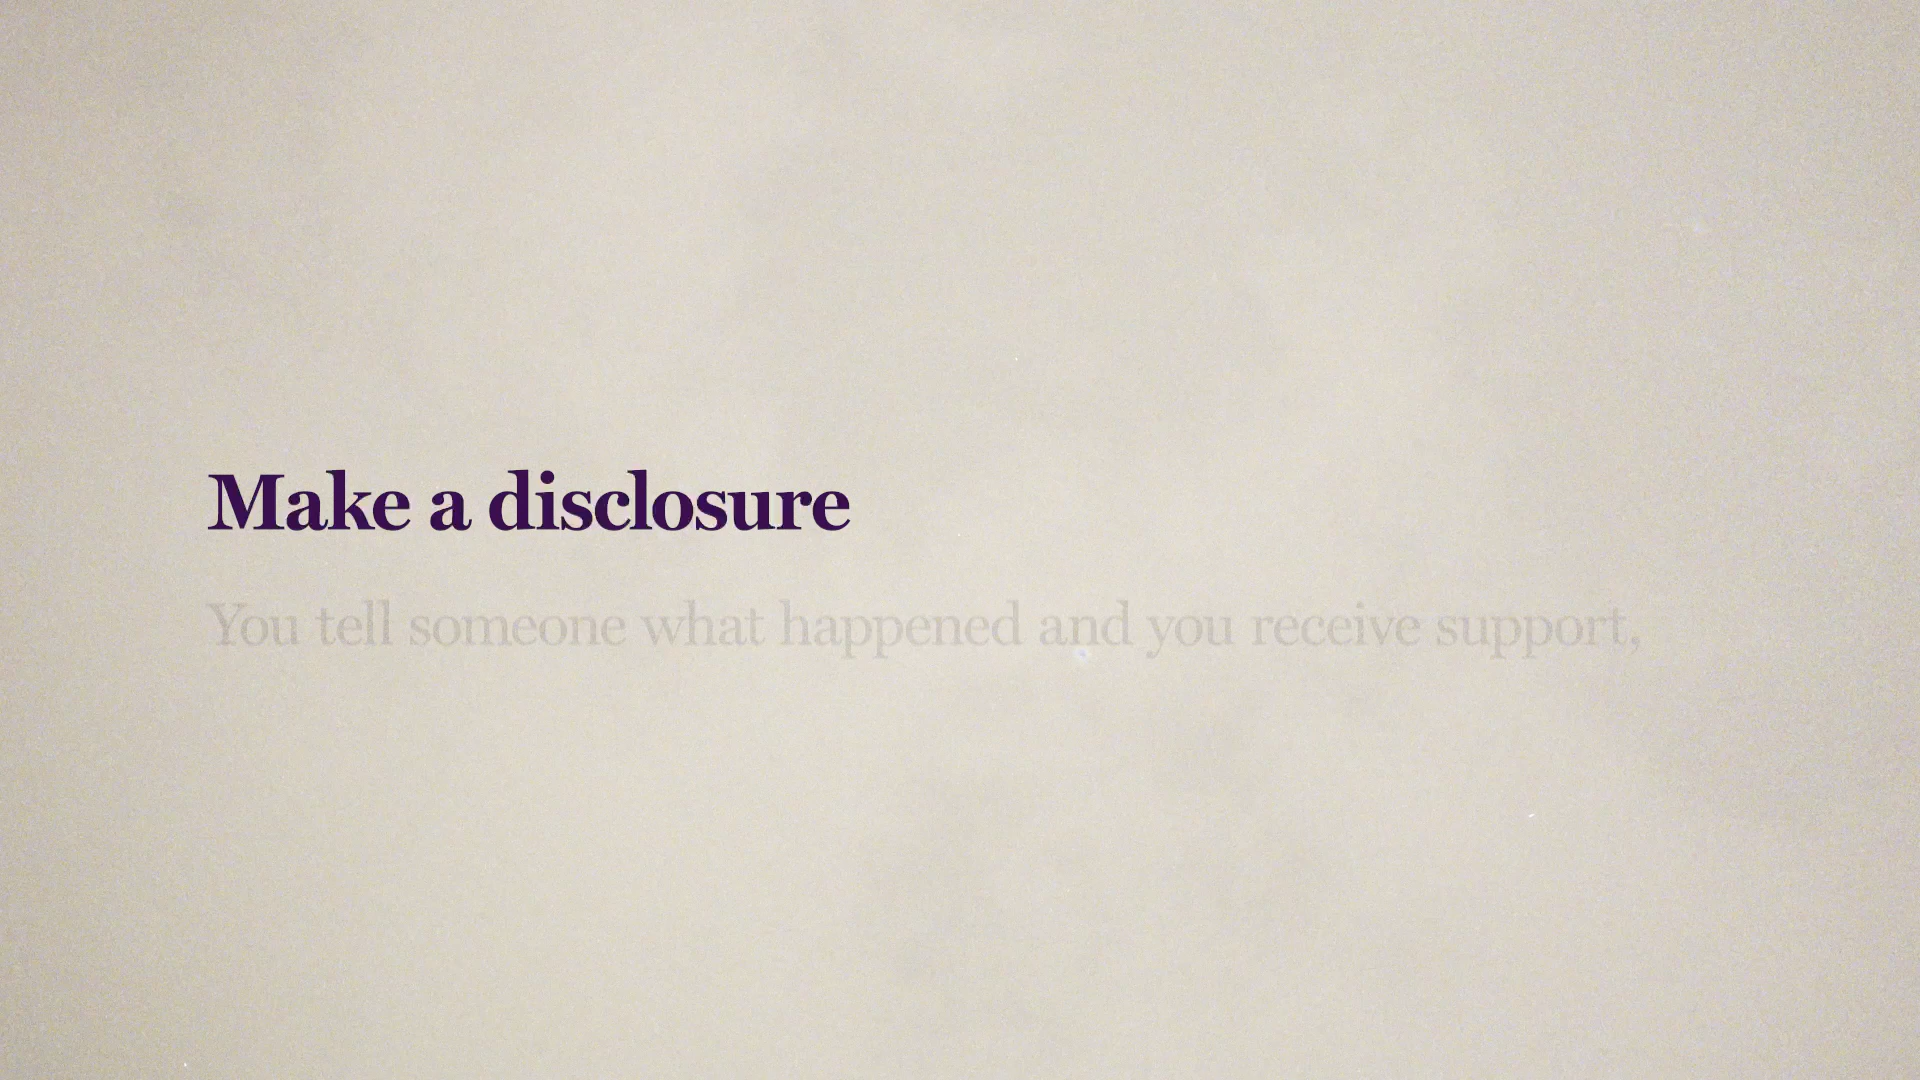 Make a disclosure
You tell someone what happened and you receive support,